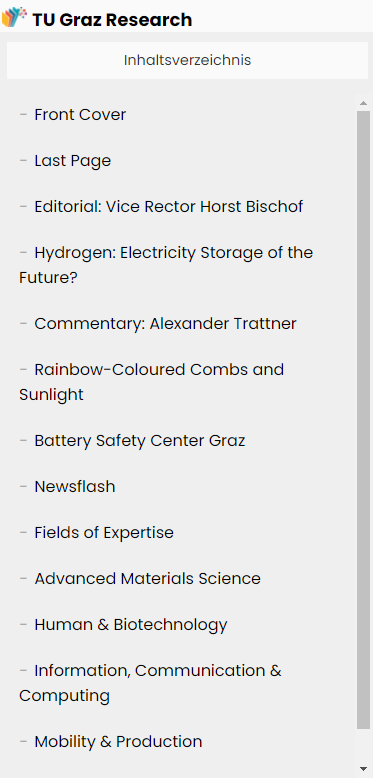 TU Graz Research
Inhaltsverzeichnis
- Front Cover
- Last Page
- Editorial: Vice Rector Horst Bischof
- Hydrogen: Electricity Storage of the
Future?
- Commentary: Alexander Trattner
- Rainbow-Coloured Combs and
Sunlight
- Battery Safety Center Graz
- Newsflash
- Fields of Expertise
- Advanced Materials Science
- Human & Biotechnology
- Information, Communication &
Computing
- Mobility & Production